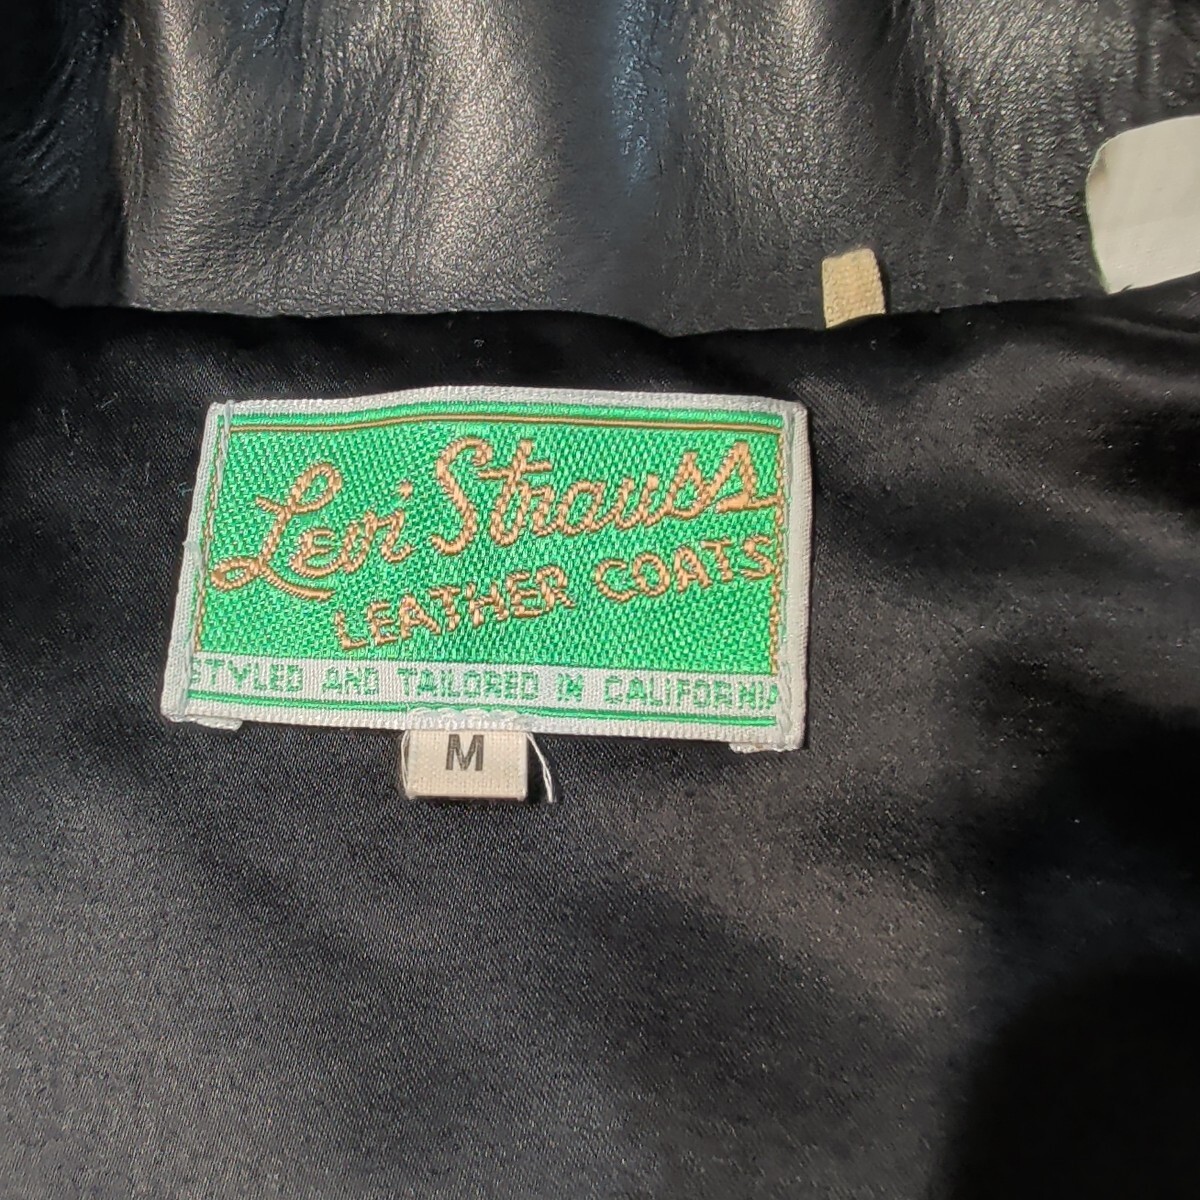 Levi Strauss
LEATHER COATS
STYLED AND TAILORED IN CALIFORNIA
M